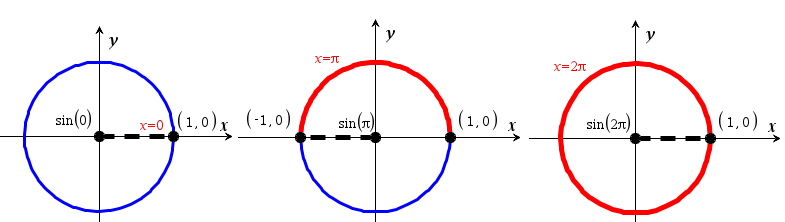 y
sin(0)
x=0
(1,0)
x
x=π
y
(-1,0)
sin(π)
(1,0)
x
x=2π
y
sin(2π)
(1,0)
x